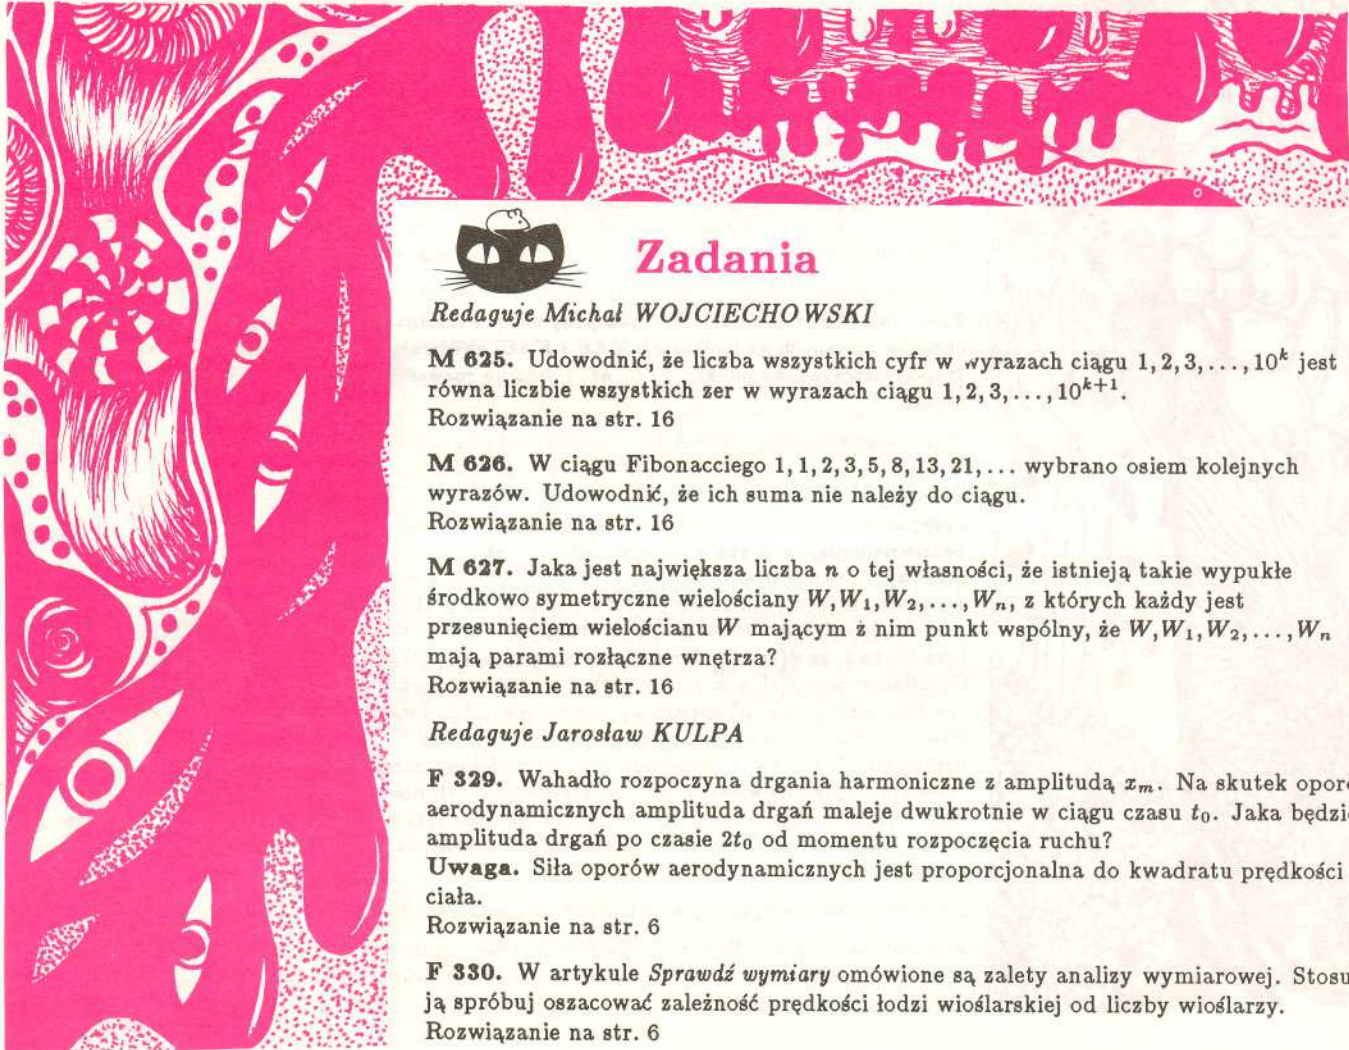 Zadania
Redaguje Michał WOJCIECHOWSKI
M 625. Udowodnić, że liczba wszystkich cyfr w wyrazach ciągu 1, 2, 3, . . . , 10^k jest
równa liczbie wszystkich zer w wyrazach ciągu 1, 2, 3, . . . , 10^{k+1}.
Rozwiązanie na str. 16
M 626. W ciągu Fibonacciego 1, 1, 2, 3, 5, 8, 13, 21, . . . wybrano osiem kolejnych
wyrazów. Udowodnić, że ich suma nie należy do ciągu.
Rozwiązanie na str. 16
M 627. Jaka jest największa liczba n o tej własności, że istnieją takie wypukłe
środkowo symetryczne wielościany W, W₁, W₂, . . . , Wₙ, z których każdy jest
przesunięciem wielościanu W mającym z nim punkt wspólny, że W, W₁, W₂, . . . , Wₙ
mają parami rozłączne wnętrza?
Rozwiązanie na str. 16
Redaguje Jarosław KULPA
F 329. Wahadło rozpoczyna drgania harmoniczne z amplitudą xₘ. Na skutek oporó
aerodynamicznych amplituda drgań maleje dwukrotnie w ciągu czasu t₀. Jaka będzi
amplituda drgań po czasie 2t₀ od momentu rozpoczęcia ruchu?
Uwaga. Siła oporów aerodynamicznych jest proporcjonalna do kwadratu prędkości
ciała.
Rozwiązanie na str. 6
F 330. W artykule Sprawdź wymiary omówione są zalety analizy wymiarowej. Stosu
ją spróbuj oszacować zależność prędkości łodzi wioślarskiej od liczby wioślarzy.
Rozwiązanie na str. 6